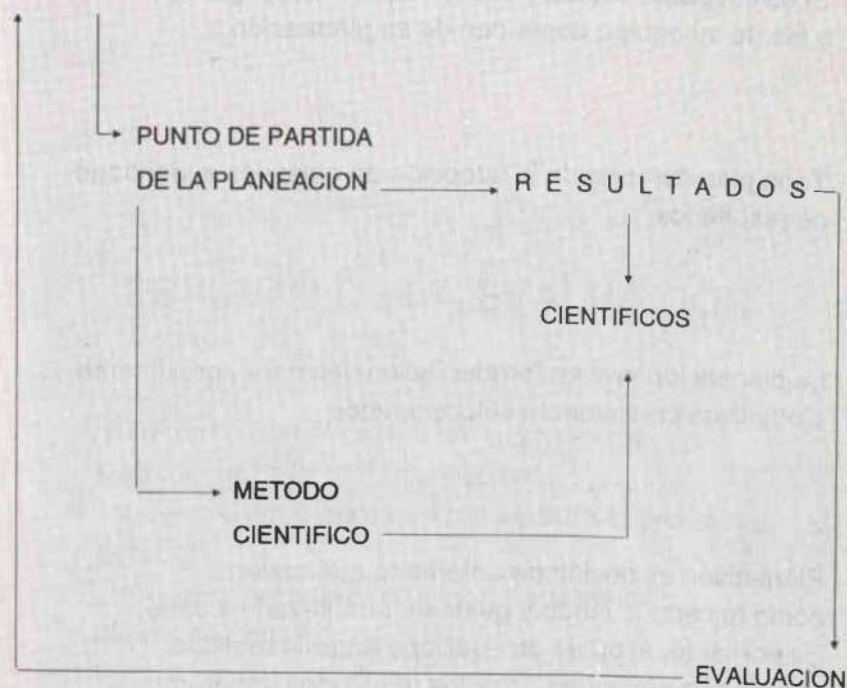 PUNTO DE PARTIDA
DE LA PLANEACION
R E S U L T A D O S
CIENTIFICOS
METODO
CIENTIFICO
EVALUACION